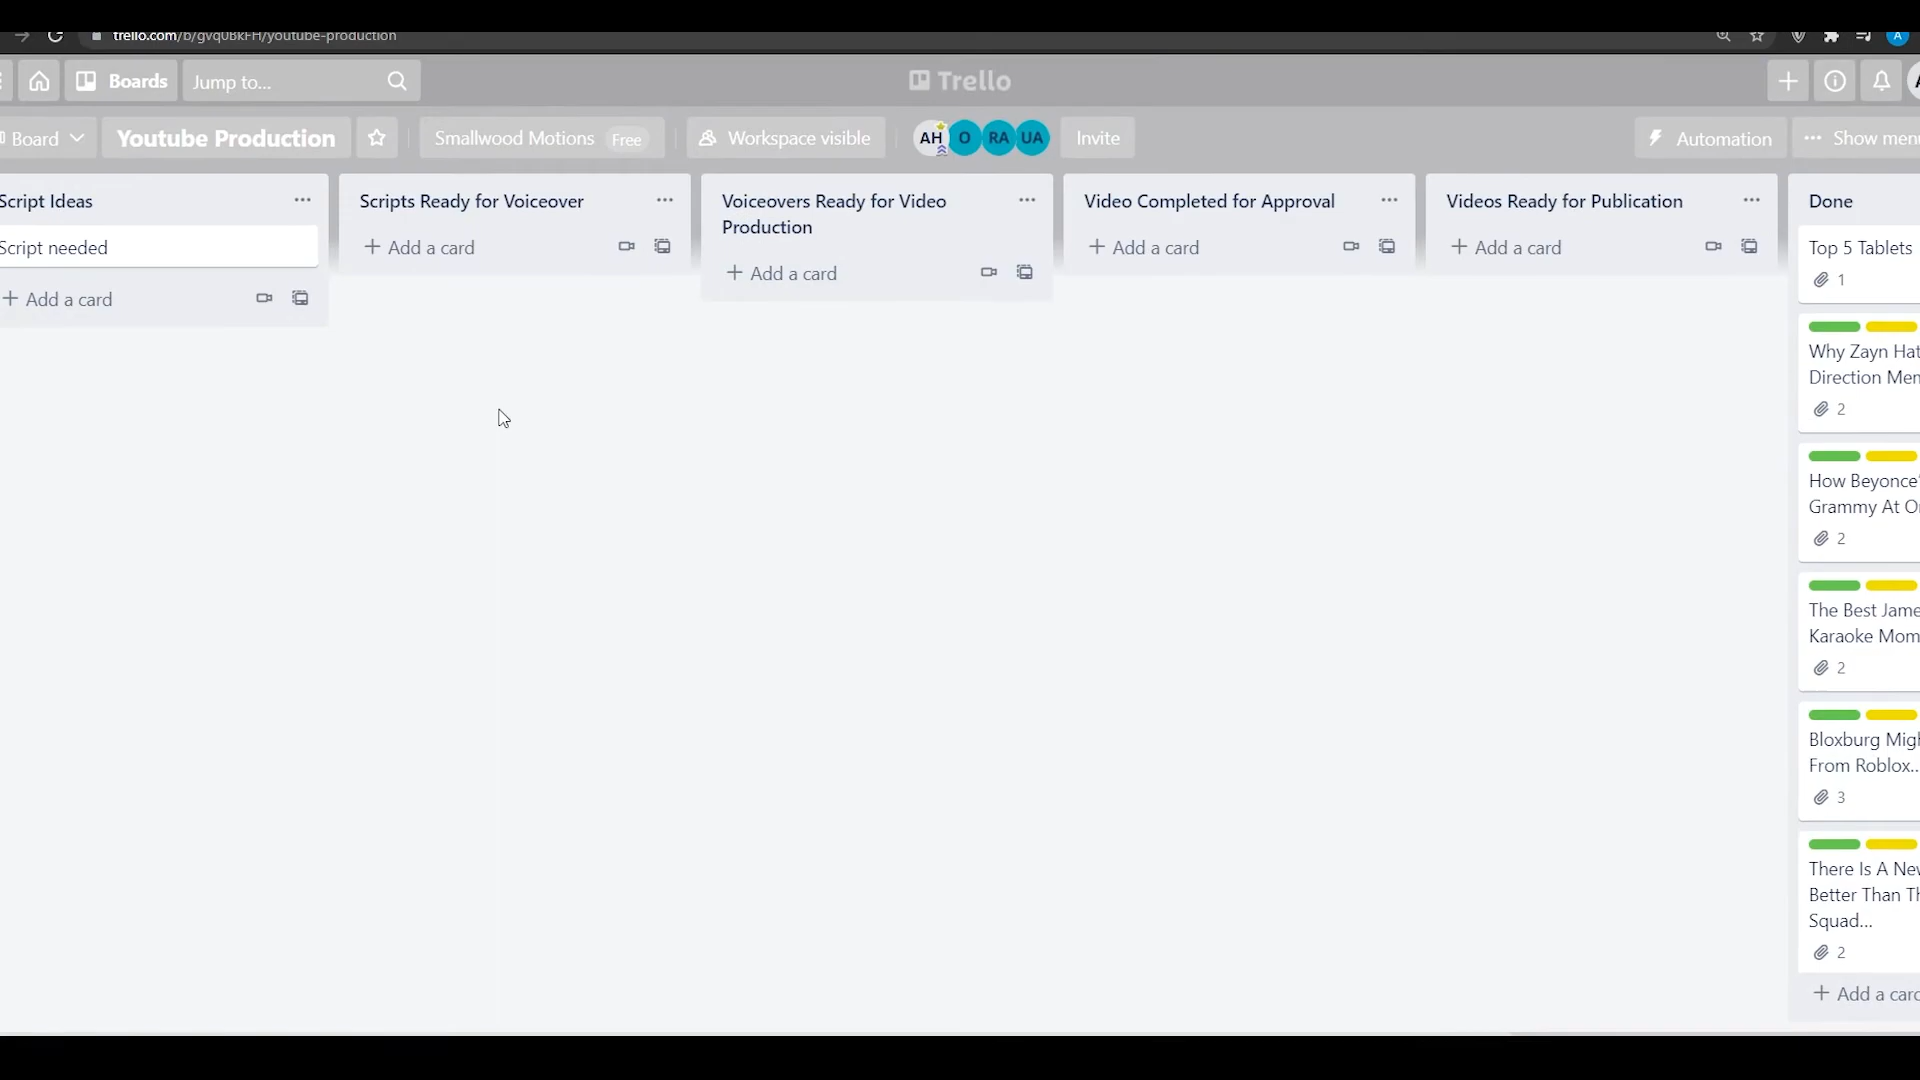 trello.com/b/gvq0BkFH/youtube-production
A
Boards
Jump to...
Trello
Board
Youtube Production
Smallwood Motions Free
Workspace visible
AH O RA UA
Invite
Automation
Show menu
Script Ideas
Script needed
Add a card
Scripts Ready for Voiceover
Add a card
Voiceovers Ready for Video
Production
Add a card
Video Completed for Approval
Add a card
Videos Ready for Publication
Add a card
Done
Top 5 Tablets
1
Why Zayn Hat
Direction Mem
2
How Beyonce'
Grammy At O
2
The Best Jame
Karaoke Mom
2
Bloxburg Migh
From Roblox..
3
There Is A New
Better Than Th
Squad...
2
Add a card